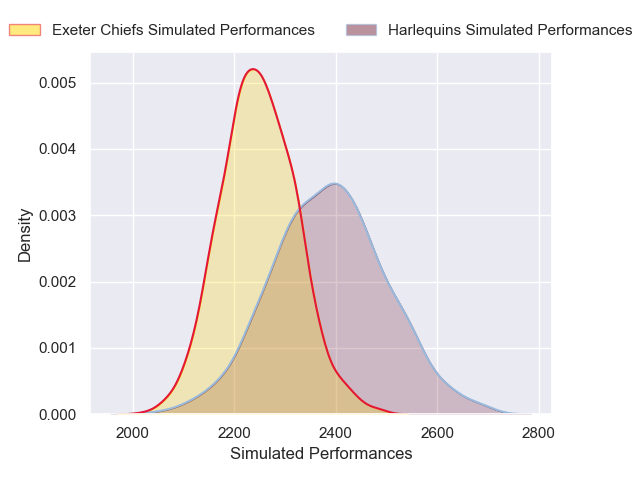 Exeter Chiefs Simulated Performances Harlequins Simulated Performances
0.005
0.004
0.003
0.002
0.001
0.000
Density
2000 2200 2400 2600 2800
Simulated Performances